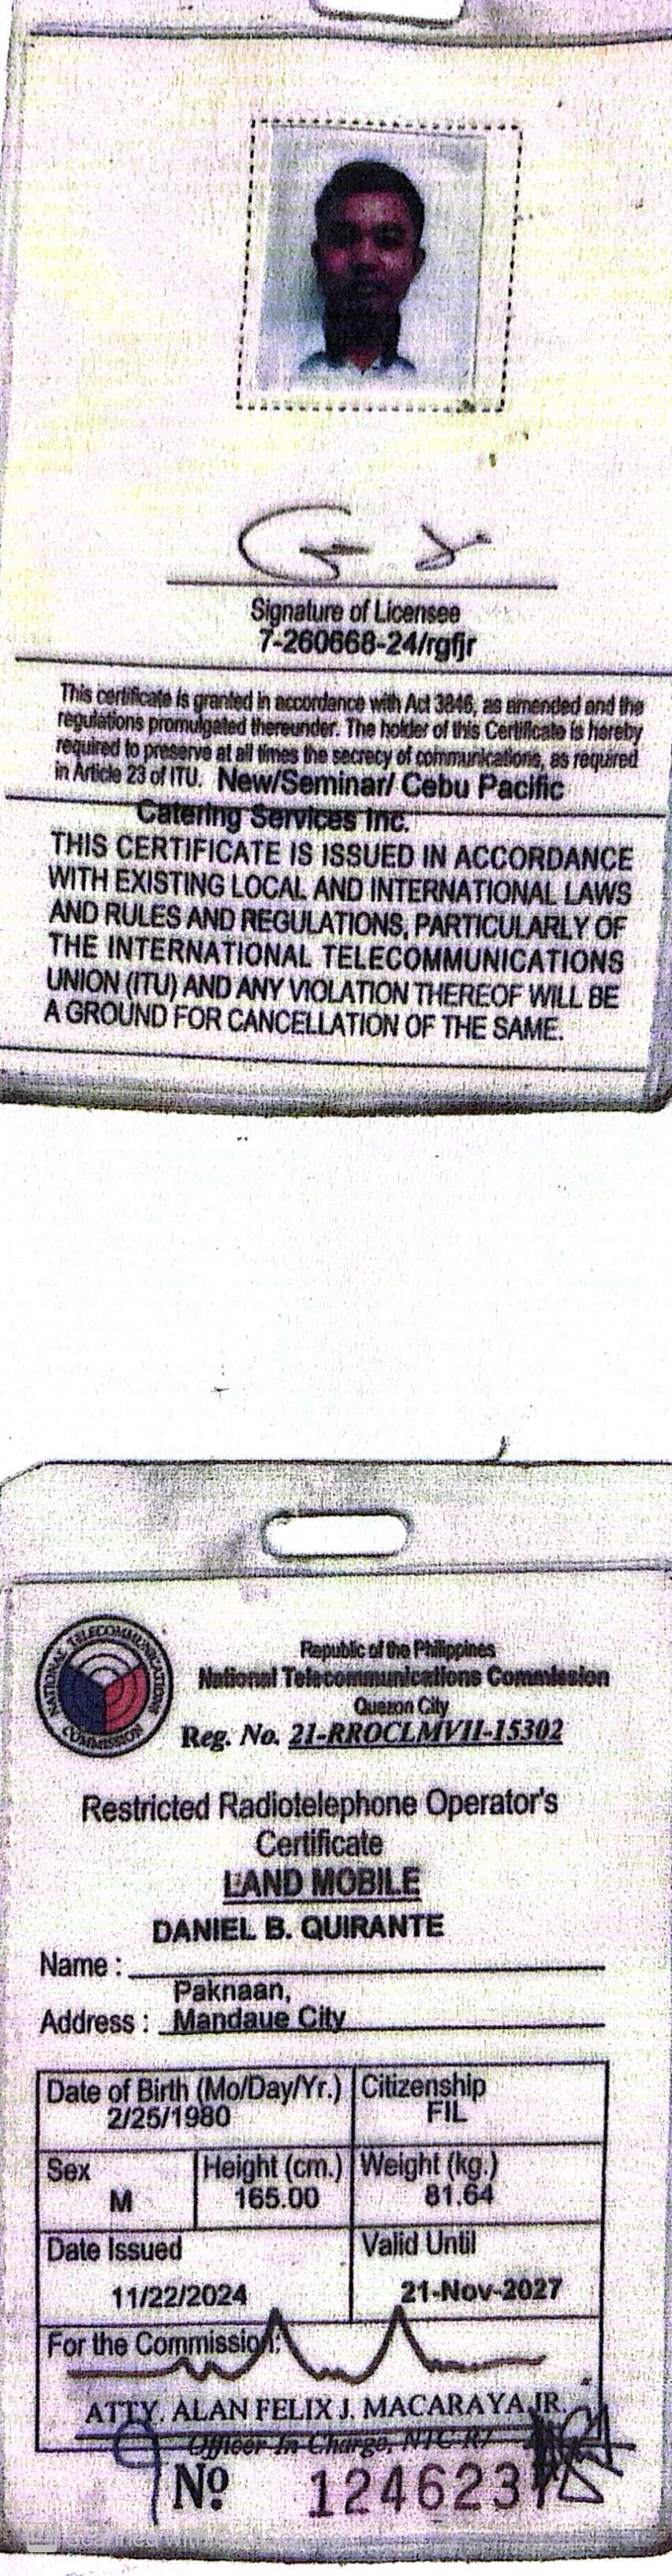 Signature of Licensee
7-260668-24/rgfjr
This certificate is granted in accordance with Act 3846, as amended and the
regulations promulgated thereunder. The holder of this Certificate is hereby
required to preserve at all times the secrecy of communications, as required
in Article 23 of ITU. New/Seminar/ Cebu Pacific
Catering Services Inc.
THIS CERTIFICATE IS ISSUED IN ACCORDANCE
WITH EXISTING LOCAL AND INTERNATIONAL LAWS
AND RULES AND REGULATIONS, PARTICULARLY OF
THE INTERNATIONAL TELECOMMUNICATIONS
UNION (ITU) AND ANY VIOLATION THEREOF WILL BE
A GROUND FOR CANCELLATION OF THE SAME.
NATIONAL TELECOMMUNICATIONS COMMISSION
Republic of the Philippines
National Telecommunications Commission
Quezon City
Reg. No. 21-RROCLMVII-15302
Restricted Radiotelephone Operator's
Certificate
LAND MOBILE
DANIEL B. QUIRANTE
Name :
Paknaan,
Address : Mandaue City
Date of Birth (Mo/Day/Yr.) Citizenship
2/25/1980 FIL
Sex Height (cm.) Weight (kg.)
M 165.00 81.64
Date Issued Valid Until
11/22/2024 21-Nov-2027
For the Commission:
ATTY. ALAN FELIX J. MACARAYA JR.
Officer In Charge, NTC-R7
Nº 1246237